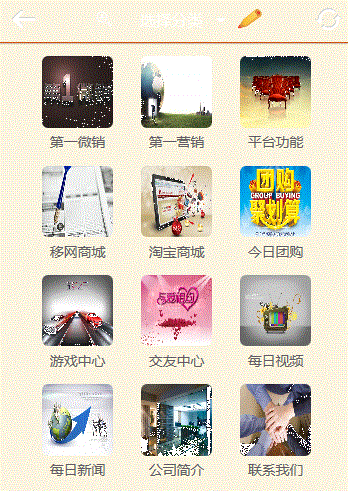 第一微销
第一营销
平台功能
移网商城
淘宝商城
团购
GROUP BUYING
聚划算
今日团购
游戏中心
交友中心
每日视频
每日新闻
公司简介
联系我们